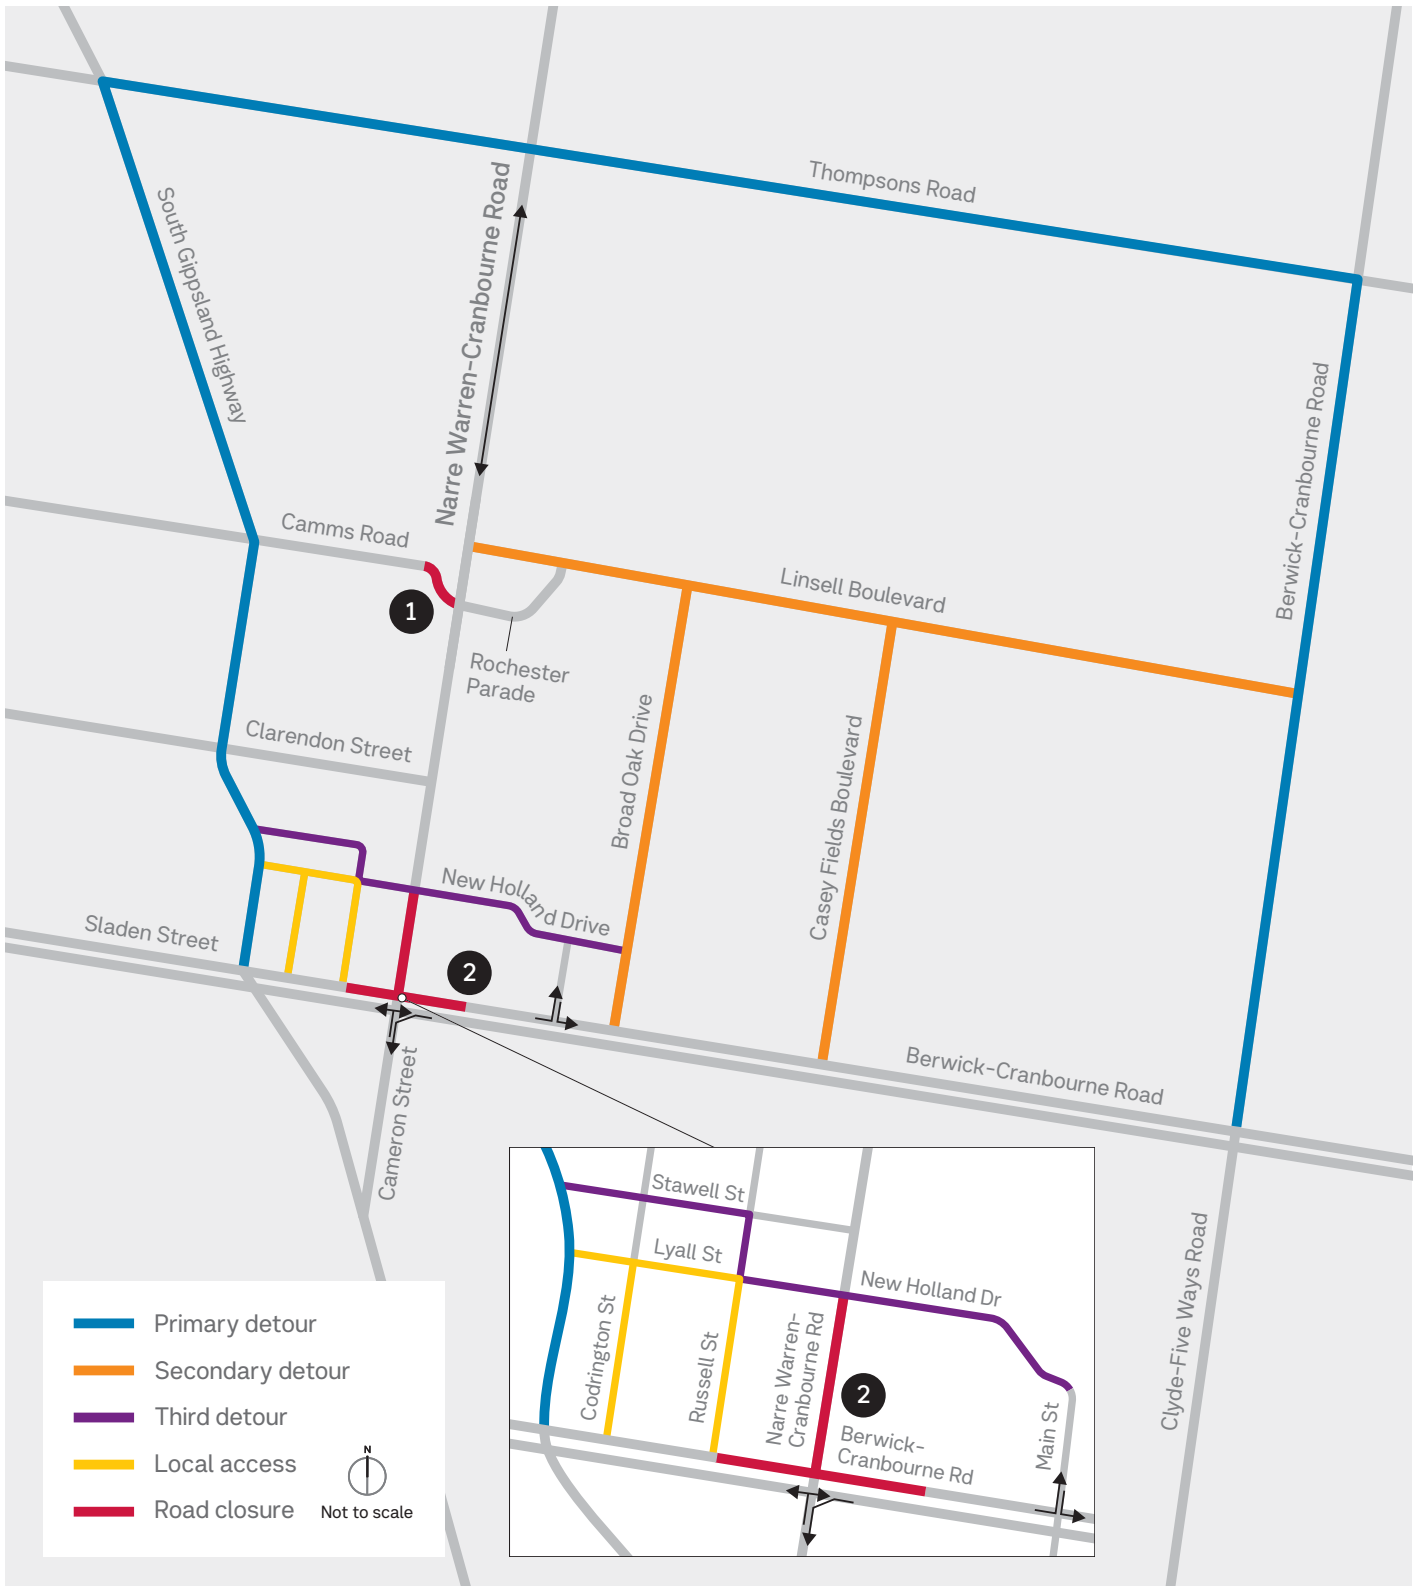 Thompsons Road
South Gippsland Highway
Narre Warren-Cranbourne Road
Berwick-Cranbourne Road
Camms Road
Linsell Boulevard
1
Rochester
Parade
Broad Oak Drive
Casey Fields Boulevard
Clarendon Street
New Holland Drive
Sladen Street
2
Berwick-Cranbourne Road
Cameron Street
Clyde-Five Ways Road
Stawell St
Lyall St
New Holland Dr
Codrington St
Russell St
Narre Warren-
Cranbourne Rd
2
Berwick-
Cranbourne Rd
Main St
Primary detour
Secondary detour
Third detour
Local access
Road closure
N
Not to scale